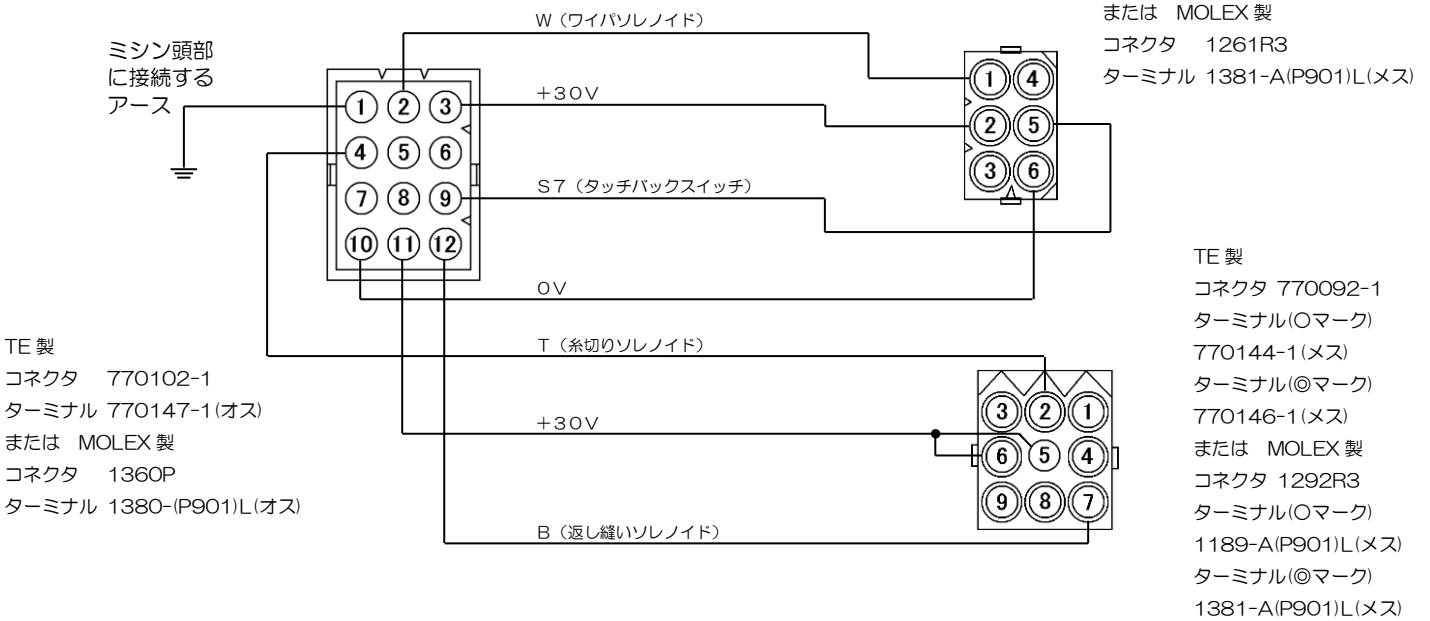 または MOLEX 製
コネクタ 1261R3
ターミナル 1381-A(P901)L(メス)
W（ワイパソレノイド）
ミシン頭部
に接続する
アース
+30V
S7（タッチバックスイッチ）
0V
T（糸切りソレノイド）
+30V
B（返し縫いソレノイド）
1 2 3
4 5 6
7 8 9
10 11 12
1 4
2 5
3 6
3 2 1
6 5 4
9 8 7
TE 製
コネクタ 770102-1
ターミナル 770147-1(オス)
または MOLEX 製
コネクタ 1360P
ターミナル 1380-(P901)L(オス)
TE 製
コネクタ 770092-1
ターミナル(○マーク)
770144-1(メス)
ターミナル(◎マーク)
770146-1(メス)
または MOLEX 製
コネクタ 1292R3
ターミナル(○マーク)
1189-A(P901)L(メス)
ターミナル(◎マーク)
1381-A(P901)L(メス)